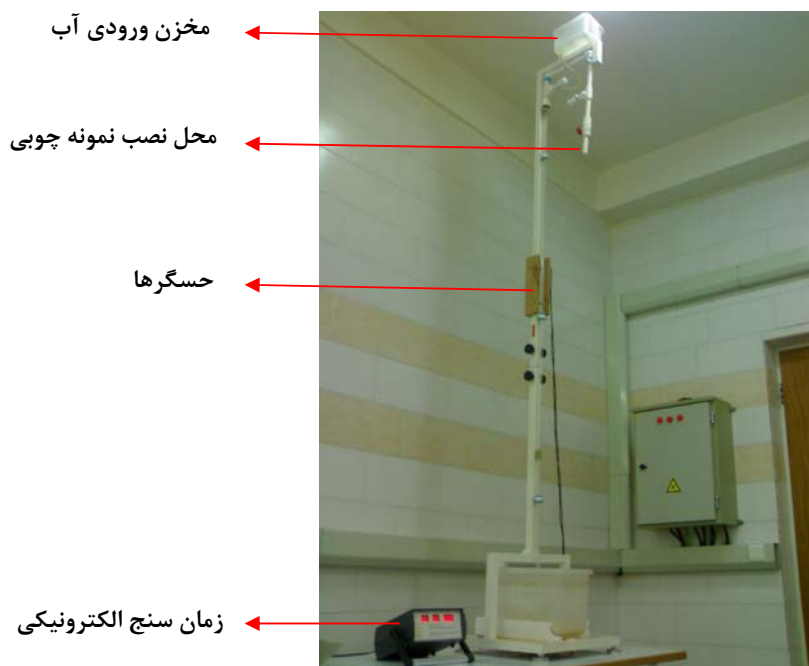 مخزن ورودی آب
محل نصب نمونه چوبی
حسگرها
زمان سنج الکترونیکی